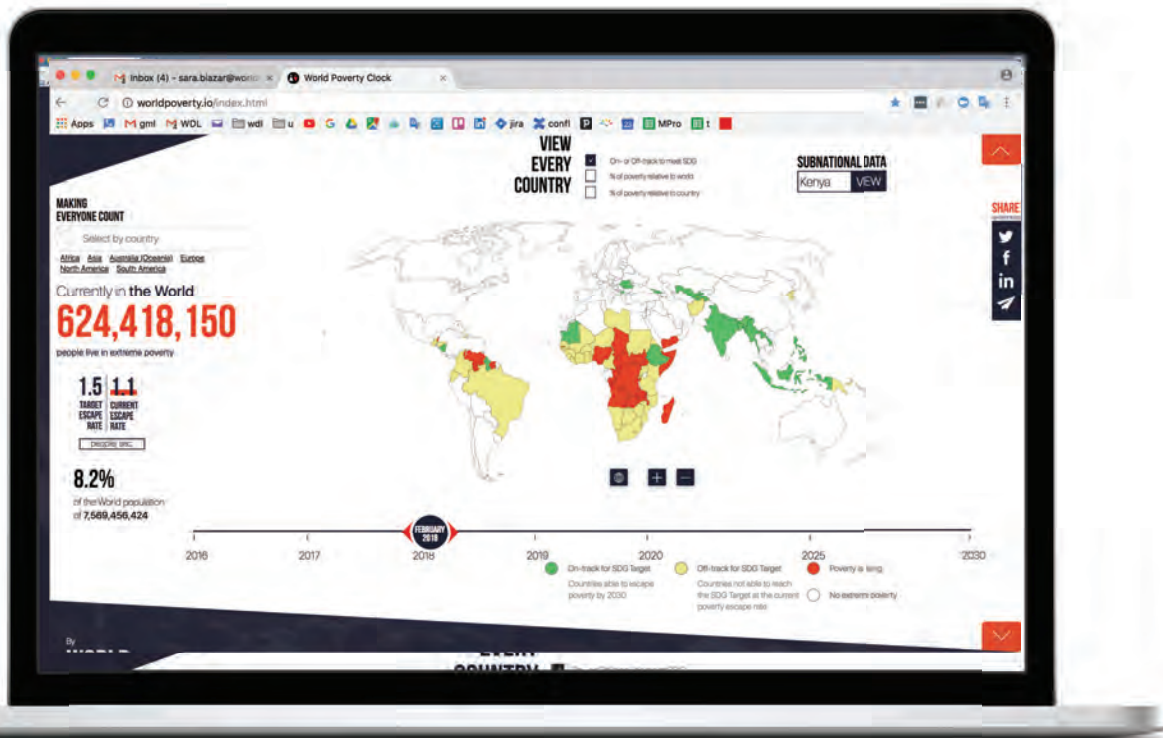 Inbox (4) - sara.blazar@world
World Poverty Clock
worldpoverty.io/index.html
Apps
gml
WDL
wdl
u
jira
confl
MPro
t
VIEW
EVERY
COUNTRY
On- or Off-track to meet SDG
% of poverty relative to world
% of poverty relative to country
SUBNATIONAL DATA
Kenya VIEW
SHARE
MAKING
EVERYONE COUNT
Select by country
Africa Asia Australia (Oceania) Europe
North America South America
Currently in the World
624,418,150
people live in extreme poverty
1.5 1.1
TARGET CURRENT
ESCAPE ESCAPE
RATE RATE
people/sec.
8.2%
of the World population
of 7,569,456,424
FEBRUARY
2018
2016 2017 2018 2019 2020 2025 2030
On-track for SDG Target
Countries able to escape
poverty by 2030
Off-track for SDG Target
Countries not able to reach
the SDG Target at the current
poverty escape rate
Poverty is rising
No extreme poverty
By
WORLD
EVERY
COUNTRY